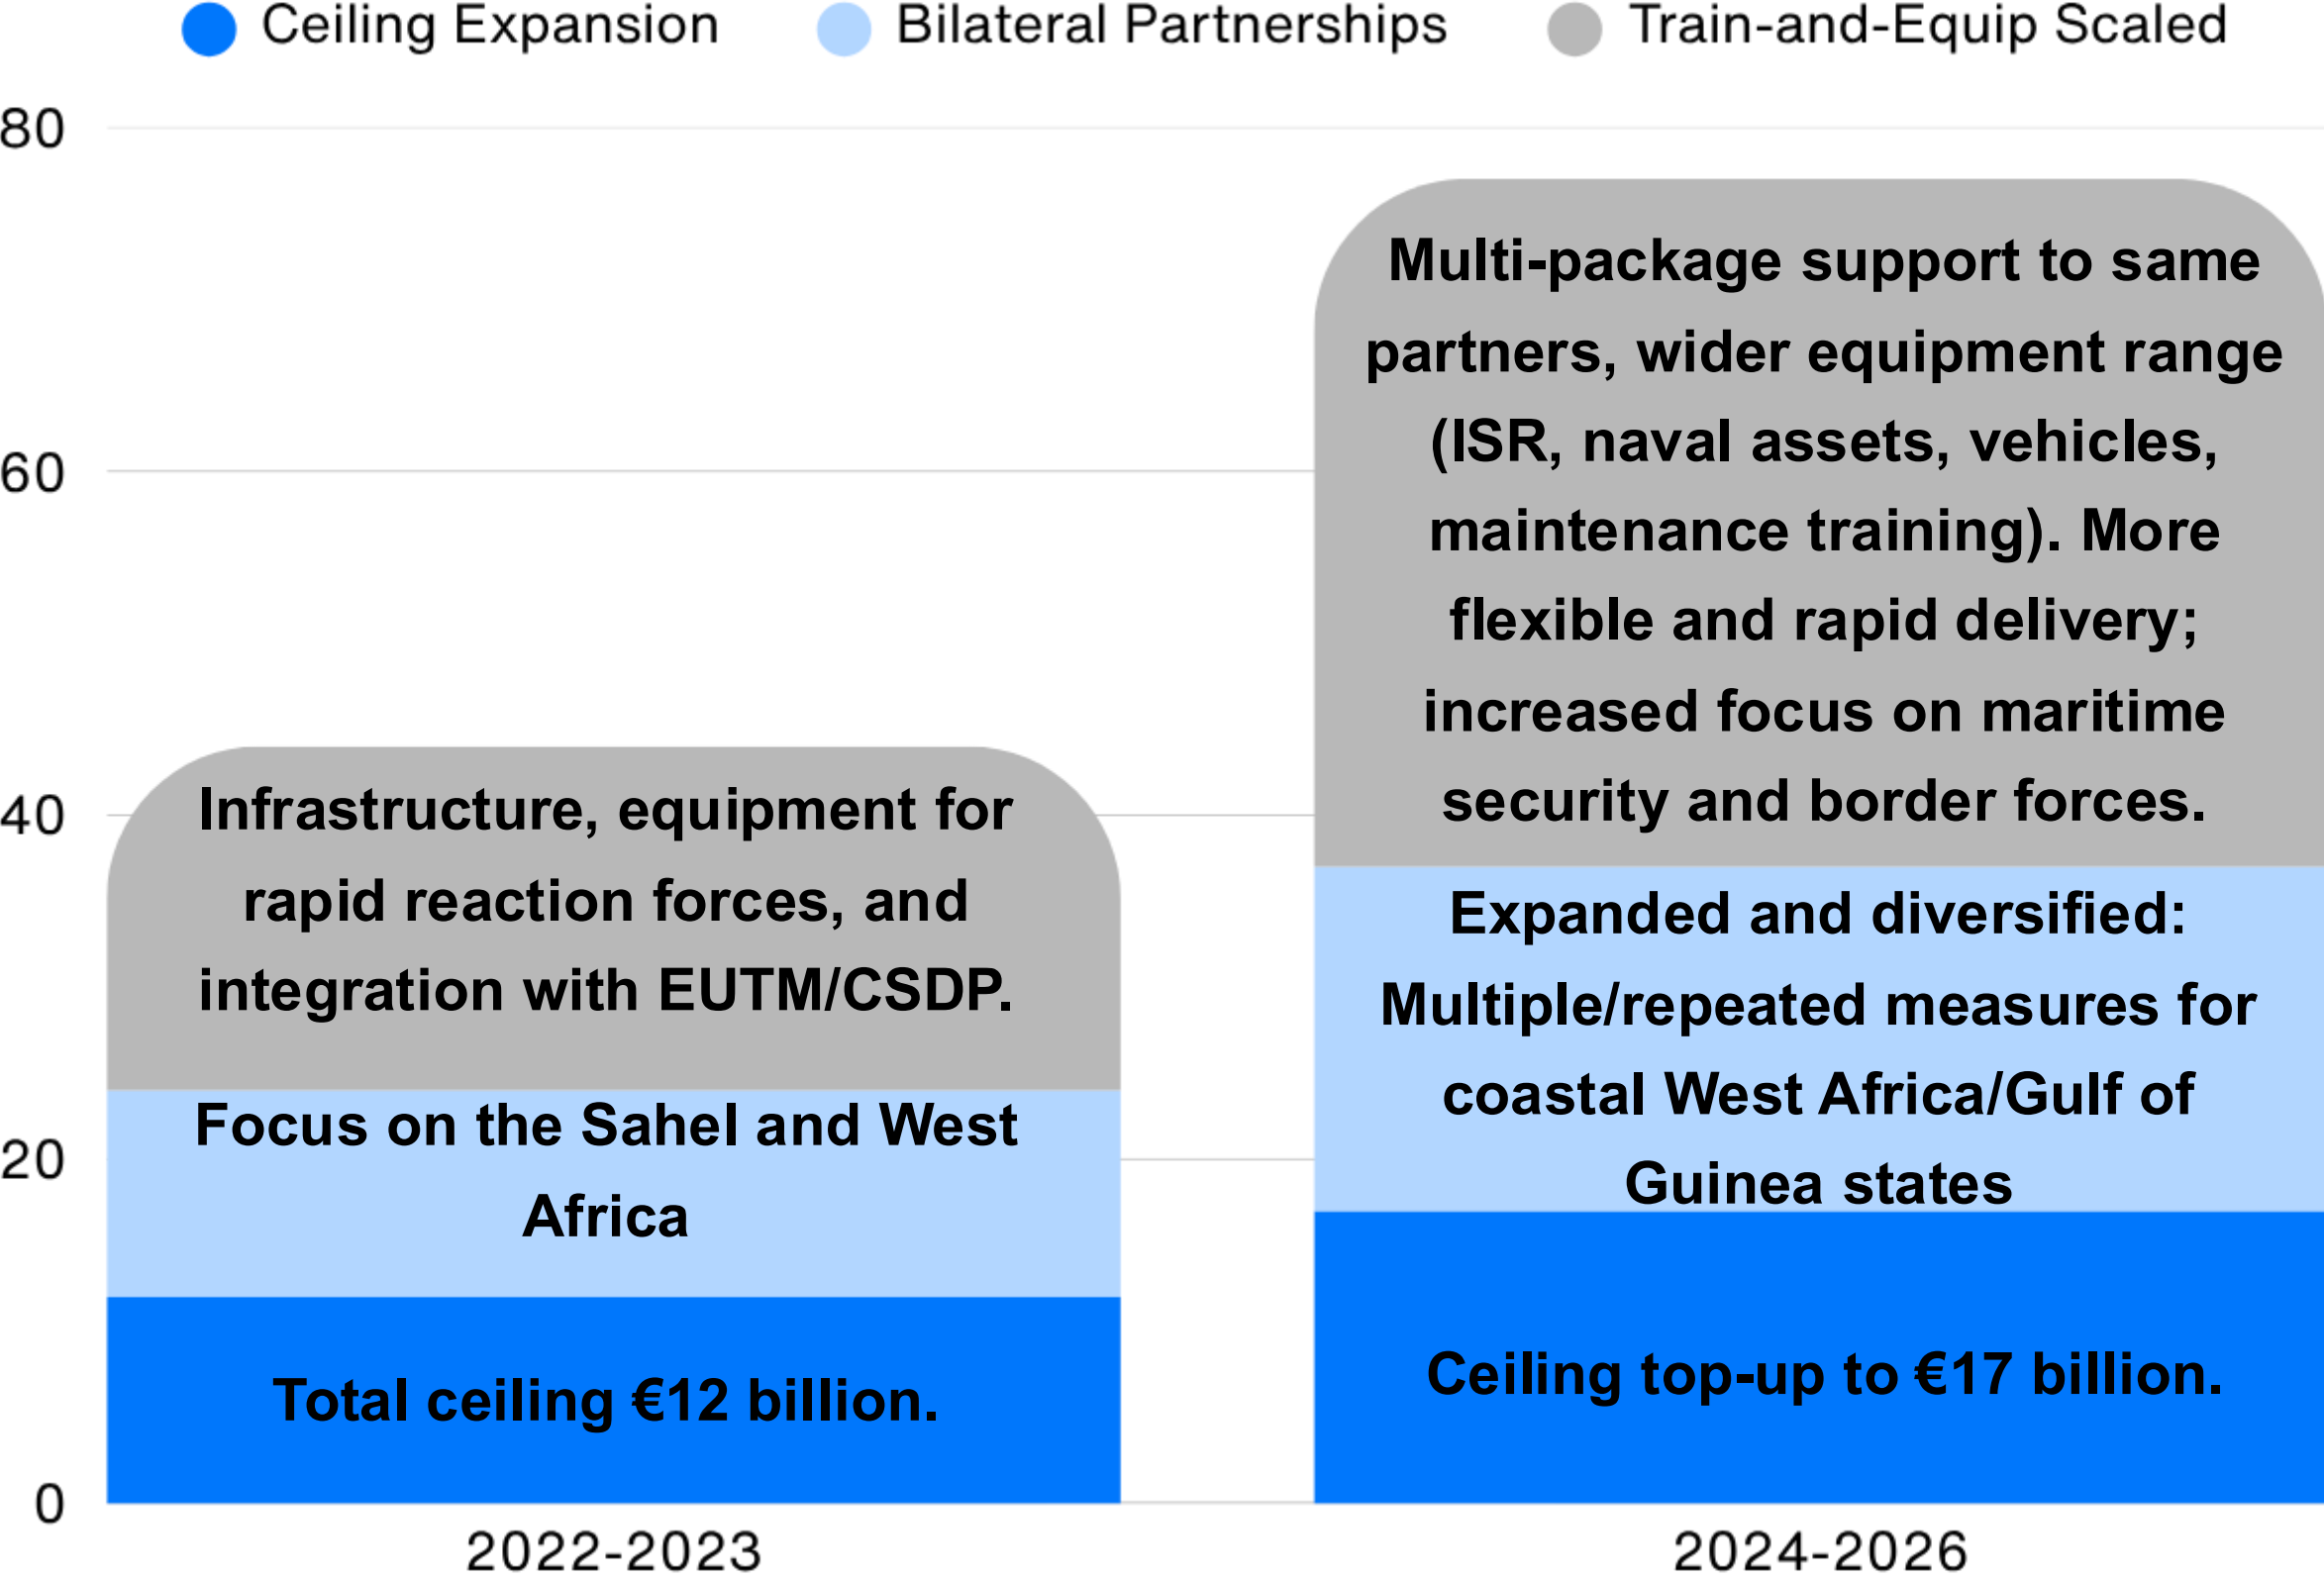 Ceiling Expansion Bilateral Partnerships Train-and-Equip Scaled
80
60
40
20
0
Infrastructure, equipment for
rapid reaction forces, and
integration with EUTM/CSDP.
Focus on the Sahel and West
Africa
Total ceiling €12 billion.
Multi-package support to same
partners, wider equipment range
(ISR, naval assets, vehicles,
maintenance training). More
flexible and rapid delivery;
increased focus on maritime
security and border forces.
Expanded and diversified:
Multiple/repeated measures for
coastal West Africa/Gulf of
Guinea states
Ceiling top-up to €17 billion.
2022-2023 2024-2026